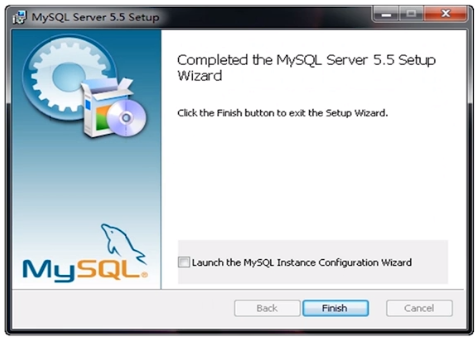 MySQL Server 5.5 Setup
Completed the MySQL Server 5.5 Setup
Wizard
Click the Finish button to exit the Setup Wizard.
MySQL®
Launch the MySQL Instance Configuration Wizard
Back
Finish
Cancel